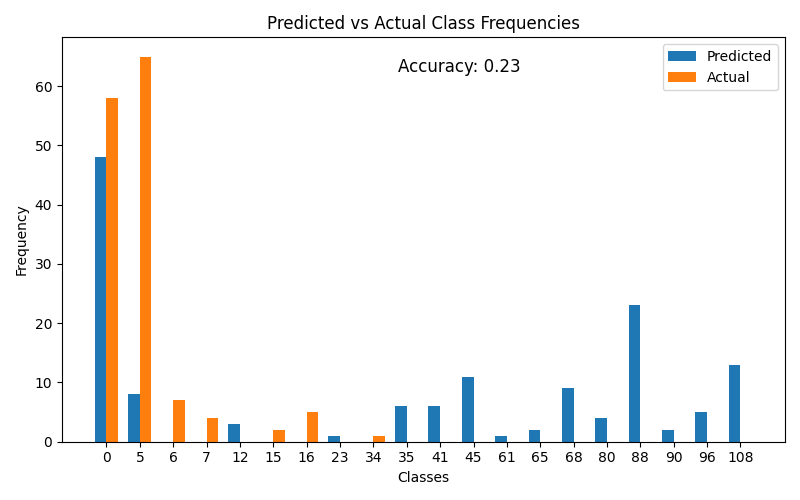 Predicted vs Actual Class Frequencies
Accuracy: 0.23
Predicted
Actual
Frequency
60
50
40
30
20
10
0
0 5 6 7 12 15 16 23 34 35 41 45 61 65 68 80 88 90 96 108
Classes